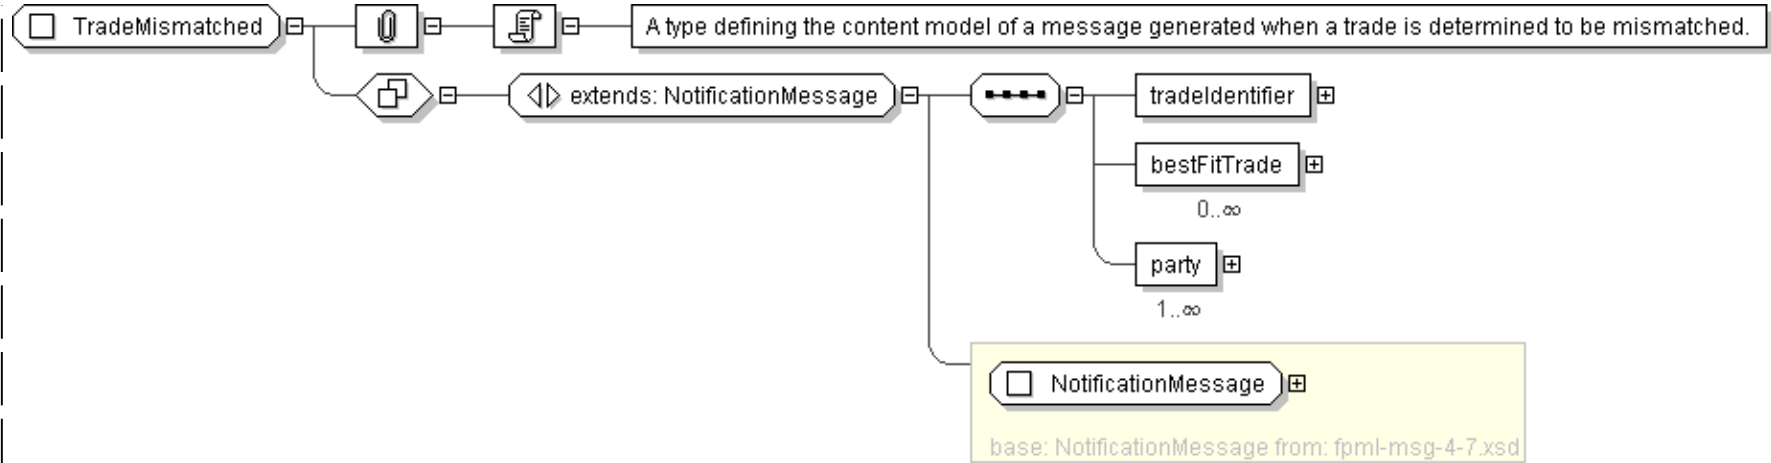 TradeMismatched
A type defining the content model of a message generated when a trade is determined to be mismatched.
extends: NotificationMessage
tradeIdentifier
bestFitTrade
0..∞
party
1..∞
NotificationMessage
base: NotificationMessage from: fpml-msg-4-7.xsd